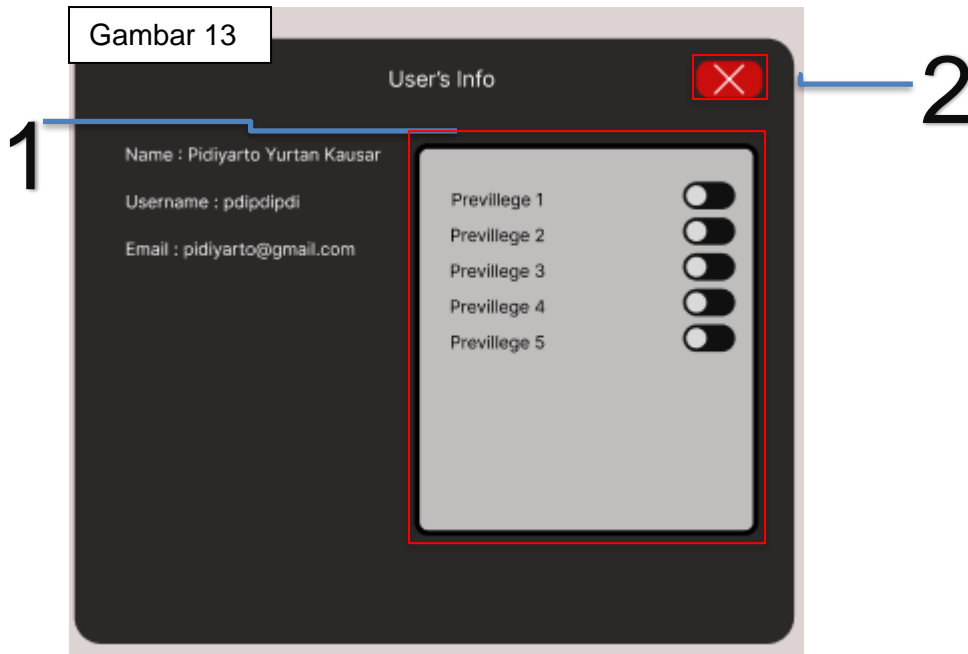 Gambar 13
User's Info
2
1
Name : Pidiyarto Yurtan Kausar
Username : pdipdipdi
Email : pidiyarto@gmail.com
Previllege 1
Previllege 2
Previllege 3
Previllege 4
Previllege 5